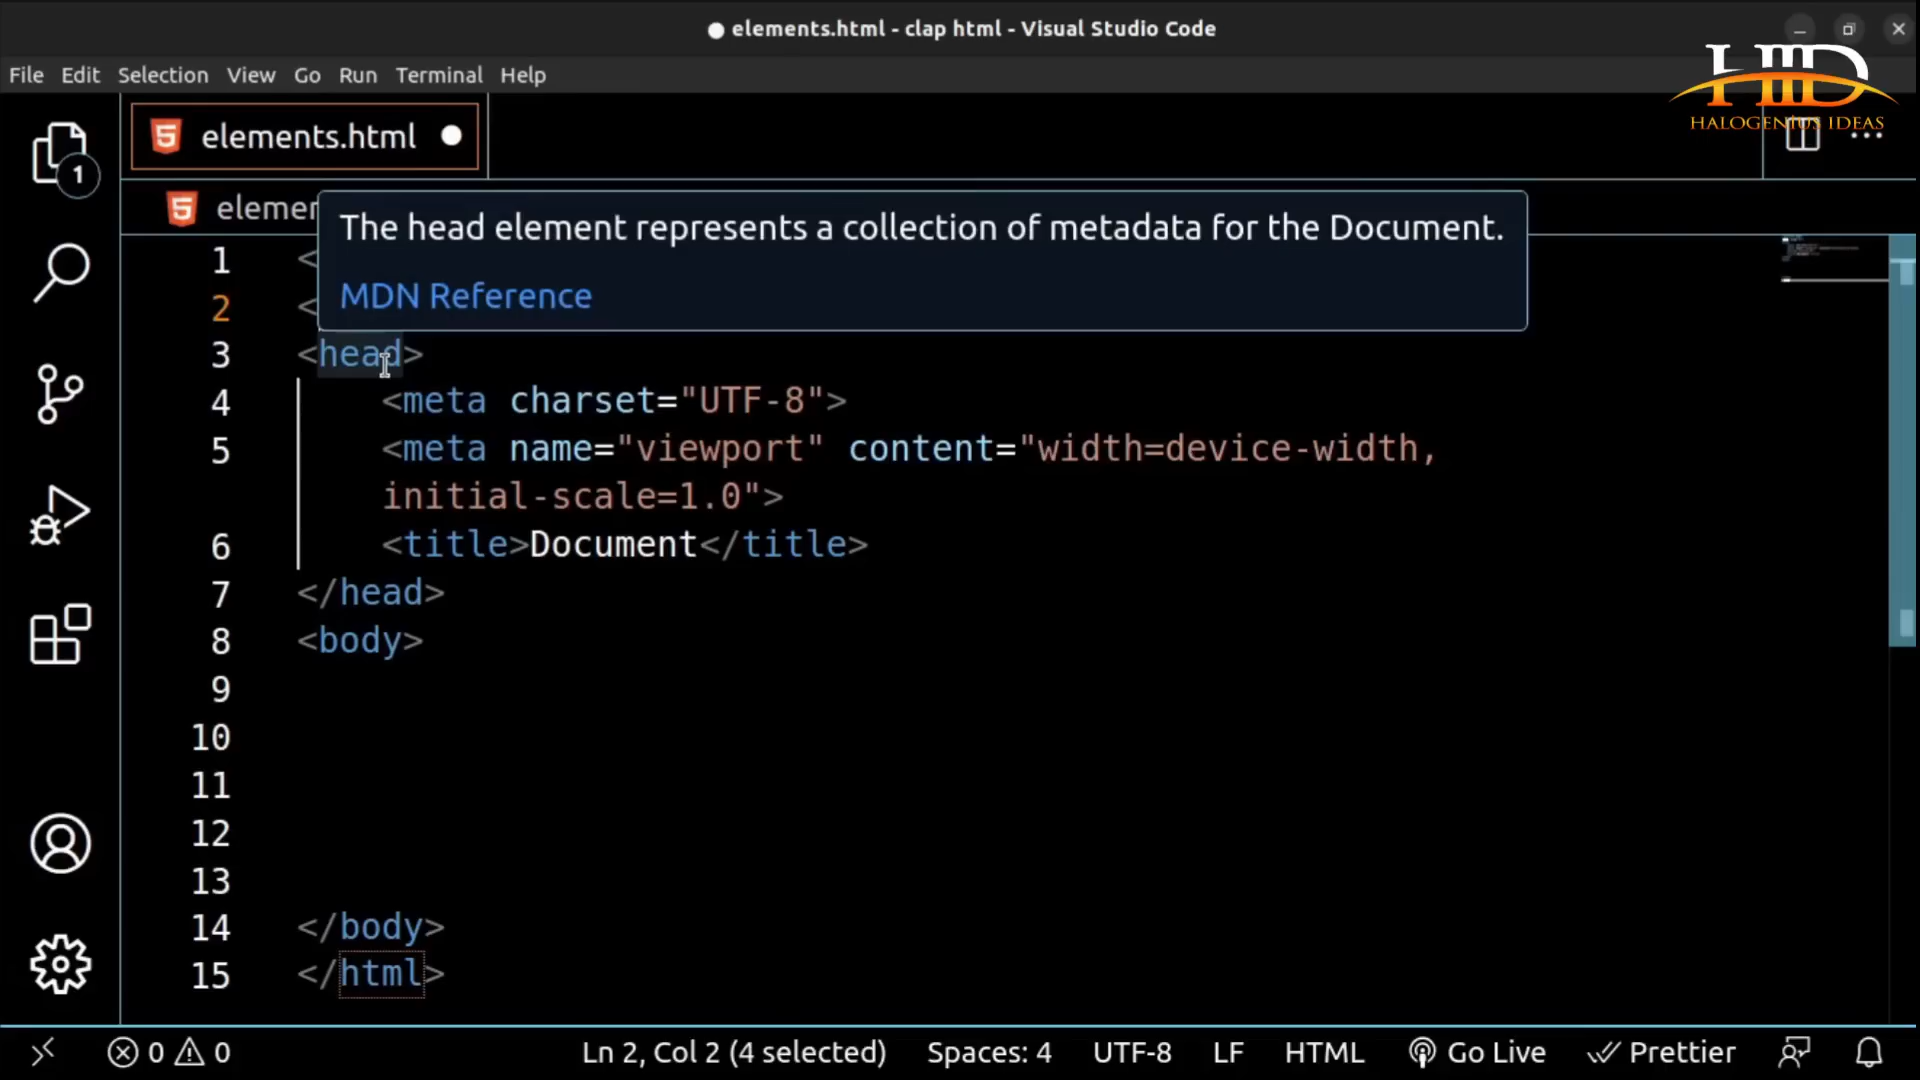 elements.html - clap html - Visual Studio Code
File Edit Selection View Go Run Terminal Help
HID
HALOGENIUS IDEAS
elements.html
1
The head element represents a collection of metadata for the Document.
MDN Reference
1 <
2 <
3 <head>
4 <meta charset="UTF-8">
5 <meta name="viewport" content="width=device-width,
initial-scale=1.0">
6 <title>Document</title>
7 </head>
8 <body>
9
10
11
12
13
14 </body>
15 </html>
0 0 Ln 2, Col 2 (4 selected) Spaces: 4 UTF-8 LF HTML Go Live Prettier